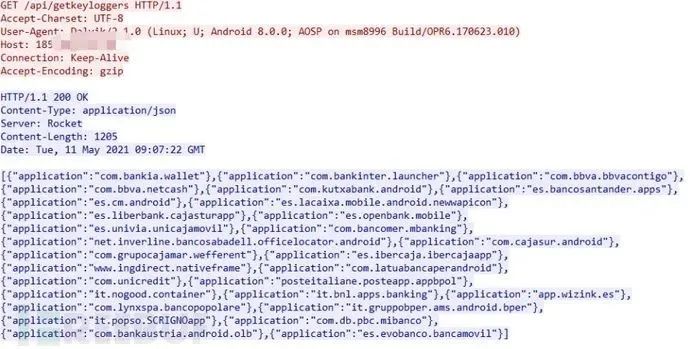 GET /api/getkeyloggers HTTP/1.1
Accept-Charset: UTF-8
User-Agent: Dalvik/2.1.0 (Linux; U; Android 8.0.0; AOSP on msm8996 Build/OPR6.170623.010)
Host: 185
Connection: Keep-Alive
Accept-Encoding: gzip
HTTP/1.1 200 OK
Content-Type: application/json
Server: Rocket
Content-Length: 1205
Date: Tue, 11 May 2021 09:07:22 GMT
[{"application":"com.bankia.wallet"},{"application":"com.bankinter.launcher"},{"application":"com.bbva.bbvacontigo"},
{"application":"com.bbva.netcash"},{"application":"com.kutxabank.android"},{"application":"es.bancosantander.apps"},
{"application":"es.cm.android"},{"application":"es.lacaixa.mobile.android.newwapicon"},
{"application":"es.liberbank.cajasturapp"},{"application":"es.openbank.mobile"},
{"application":"es.univia.unicajamovil"},{"application":"com.bancomer.mbanking"},
{"application":"net.inverline.bancosabadell.officelocator.android"},{"application":"com.cajasur.android"},
{"application":"com.grupocajamar.wefferent"},{"application":"es.ibercaja.ibercajaapp"},
{"application":"www.ingdirect.nativeframe"},{"application":"com.latuabancaperandroid"},
{"application":"com.unicredit"},{"application":"posteitaliane.posteapp.appbpol"},
{"application":"it.nogood.container"},{"application":"it.bnl.apps.banking"},{"application":"app.wizink.es"},
{"application":"com.lynxspa.bancopopolare"},{"application":"it.gruppobper.ams.android.bper"},
{"application":"it.popso.SCRIGNOapp"},{"application":"com.db.pbc.mibanco"},
{"application":"com.bankaustria.android.olb"},{"application":"es.evobanco.bancamovil"}]